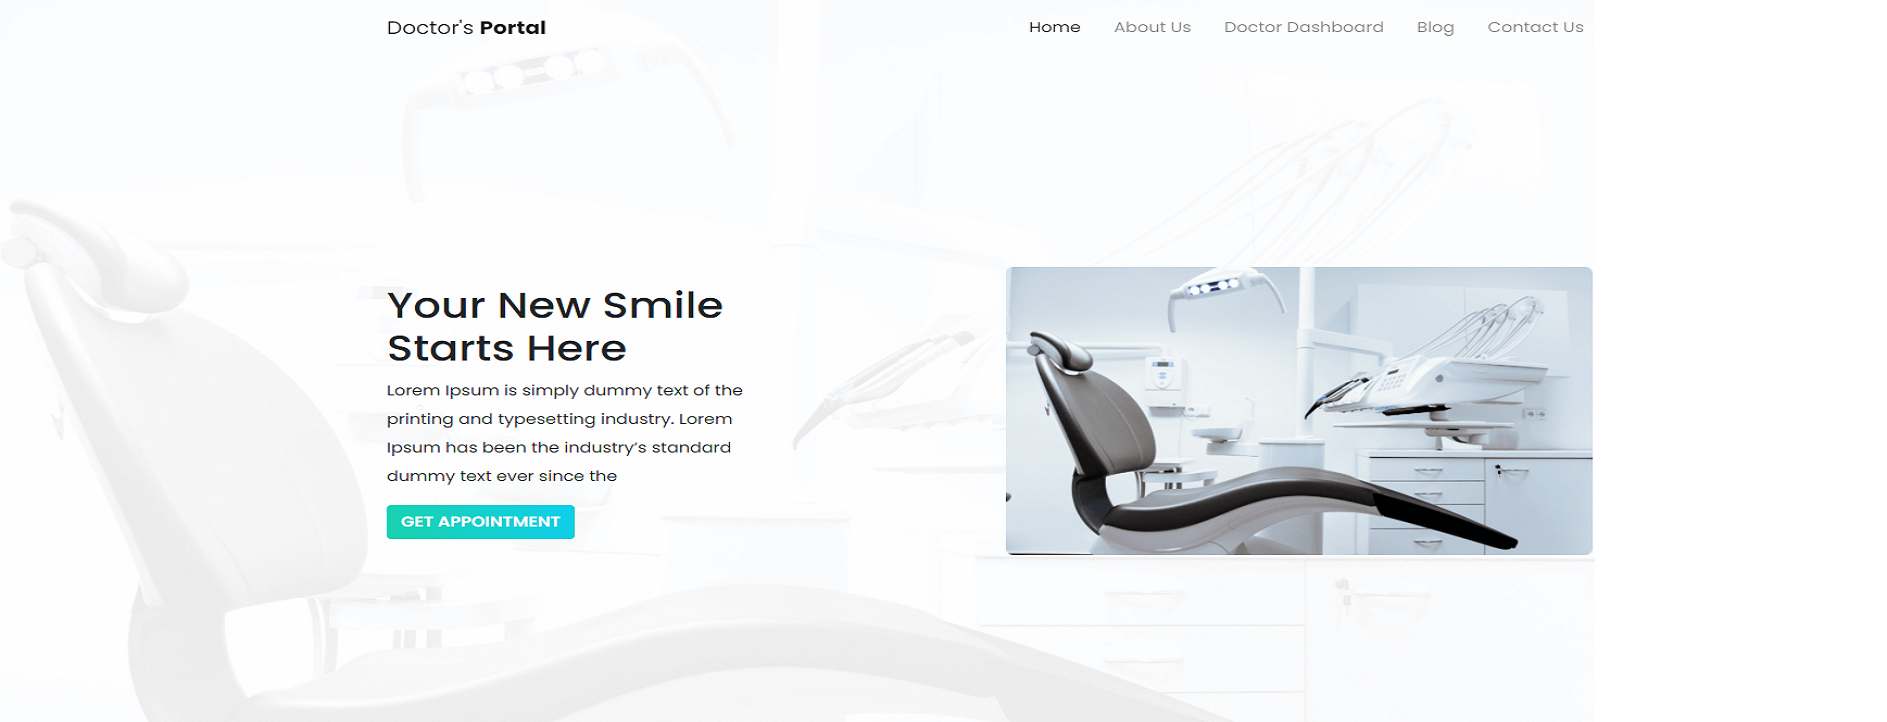 Doctor's Portal
Home About Us Doctor Dashboard Blog Contact Us
Your New Smile
Starts Here
Lorem Ipsum is simply dummy text of the
printing and typesetting industry. Lorem
Ipsum has been the industry’s standard
dummy text ever since the
GET APPOINTMENT